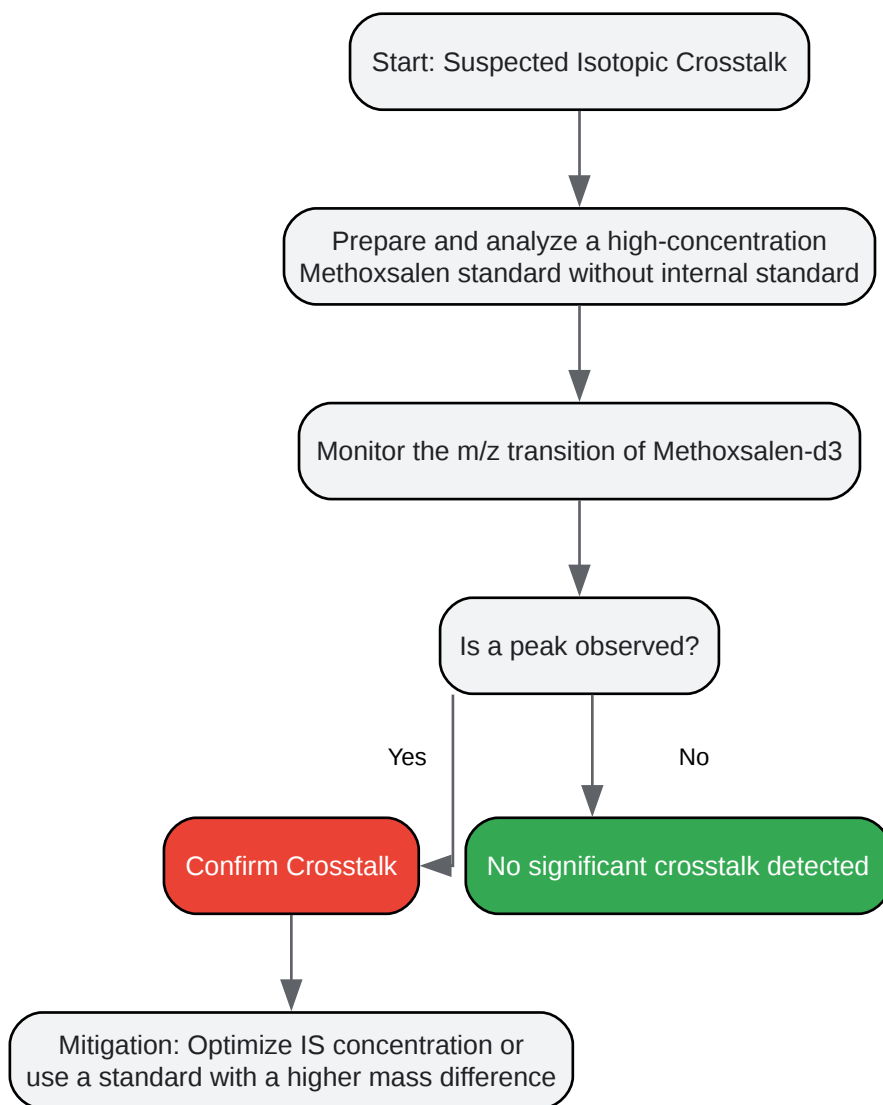 Start: Suspected Isotopic Crosstalk
Prepare and analyze a high-concentration
Methoxsalen standard without internal standard
Monitor the m/z transition of Methoxsalen-d3
Is a peak observed?
Yes
No
Confirm Crosstalk
No significant crosstalk detected
Mitigation: Optimize IS concentration or
use a standard with a higher mass difference